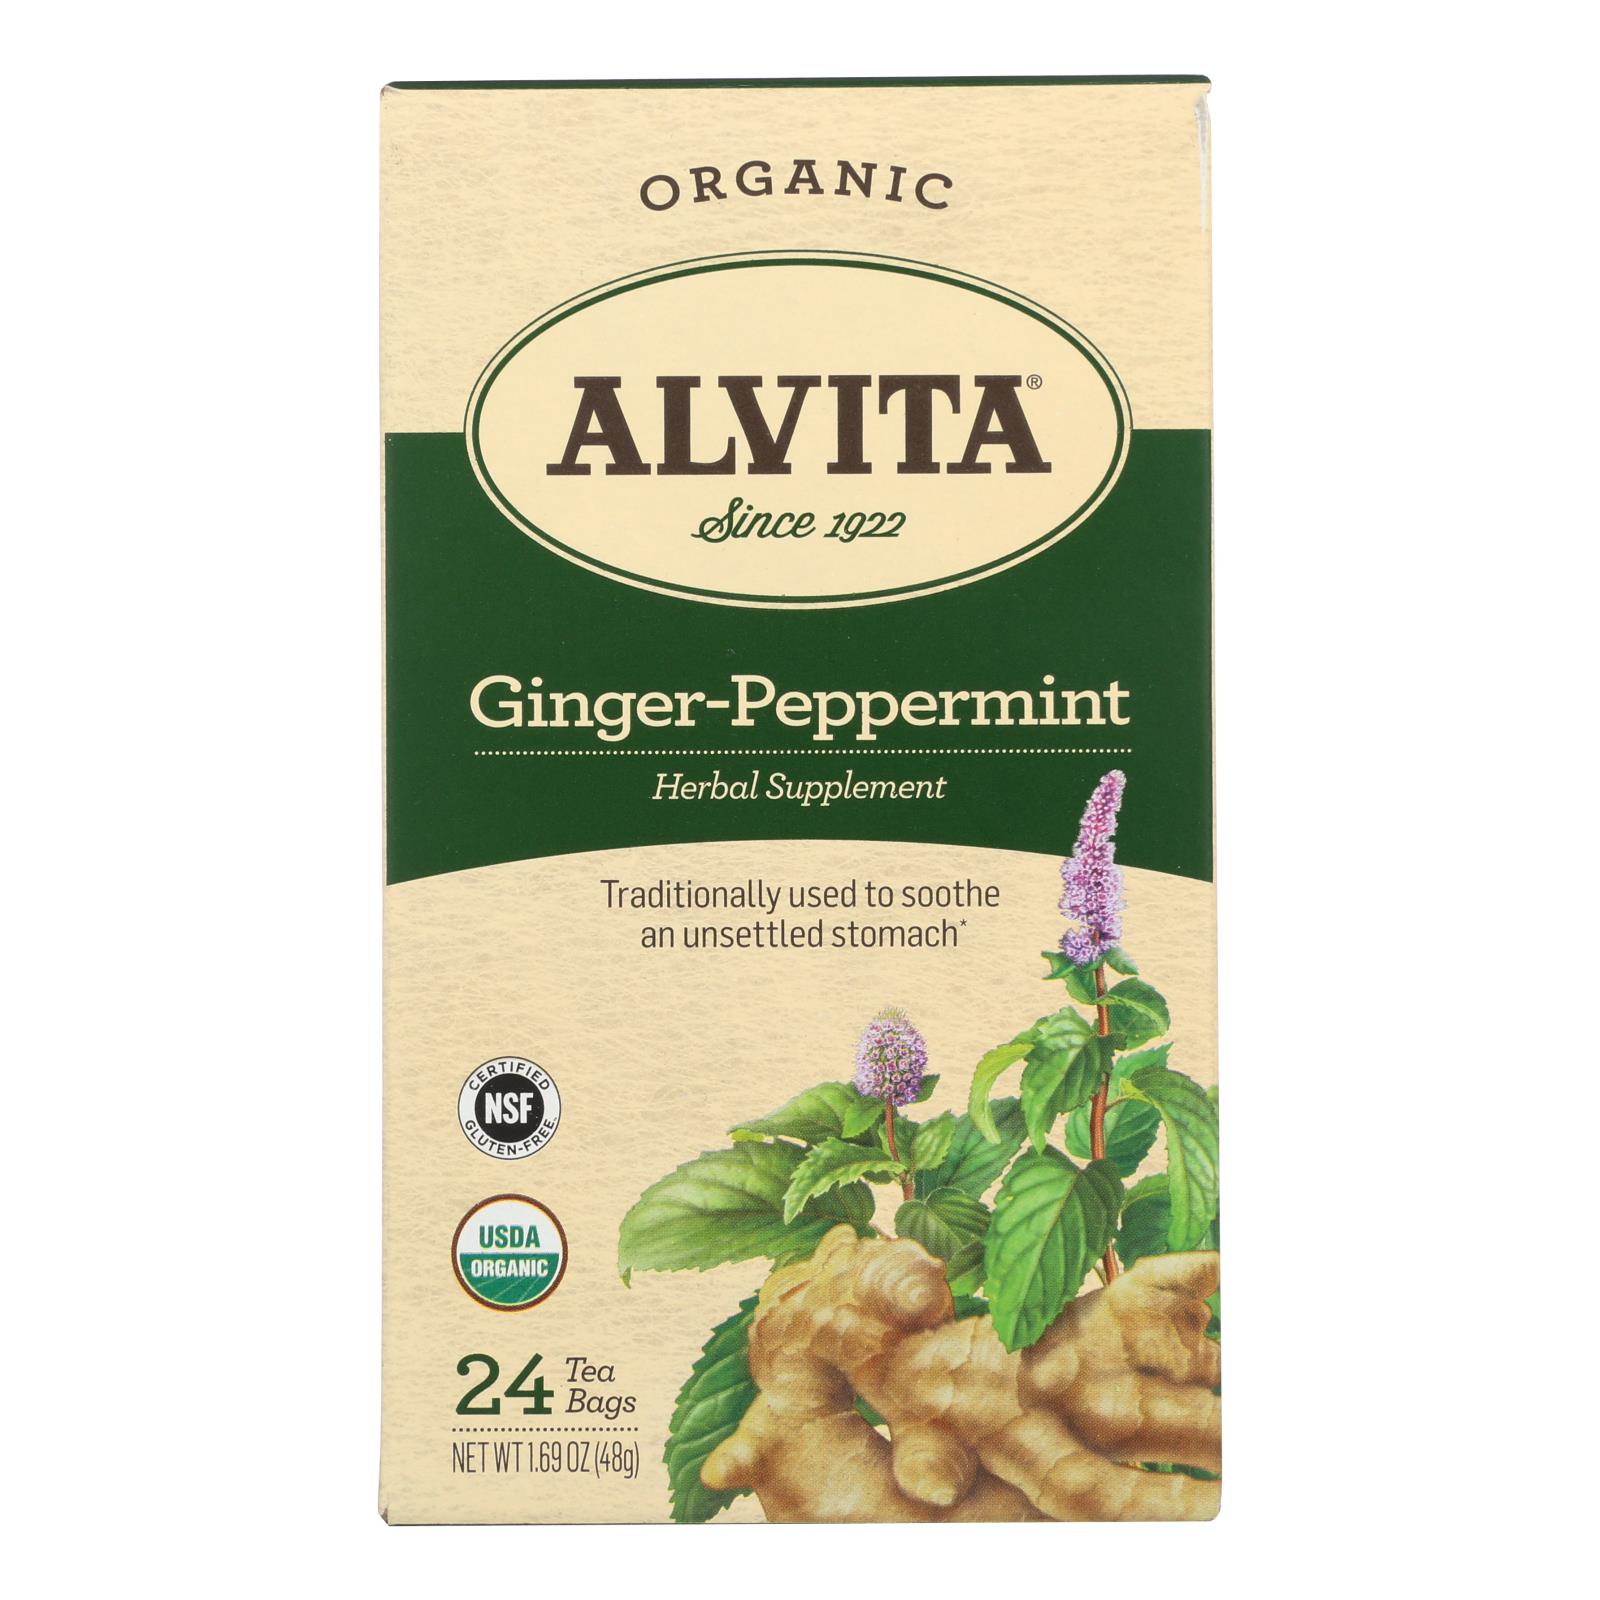 ORGANIC
ALVITA®
Since 1922
Ginger-Peppermint
Herbal Supplement
Traditionally used to soothe
an unsettled stomach*
CERTIFIED
NSF
GLUTEN-FREE™
USDA
ORGANIC
24 Tea
Bags
NET WT 1.69 OZ (48g)